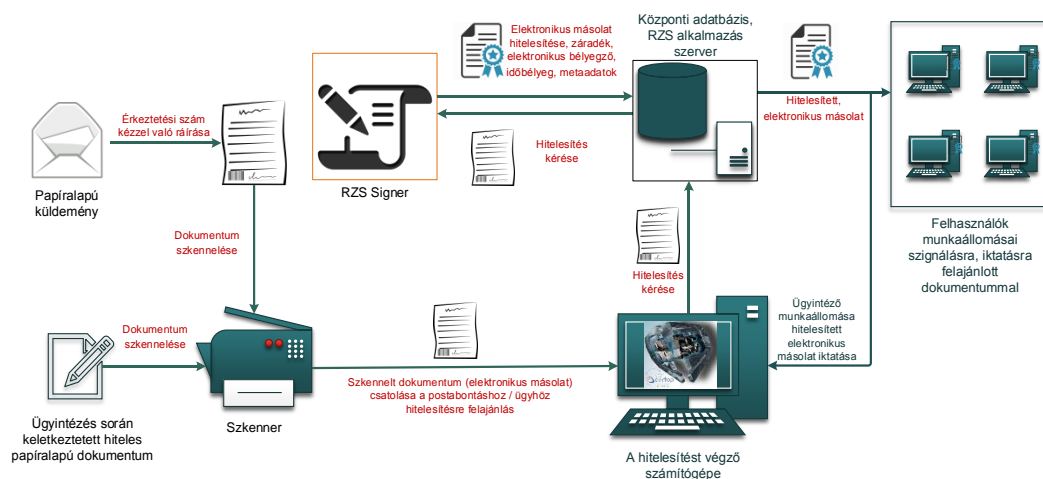 Érkeztetési szám
kézzel való ráírása
Papíralapú
küldemény
Elektronikus másolat
hitelesítése, záradék,
elektronikus bélyegző,
időbélyeg, metaadatok
Központi adatbázis,
RZS alkalmazás
szerver
Hitelesítés
kérése
RZS Signer
Hitelesített,
elektronikus másolat
Felhasználók
munkaállomásai
szignálásra, iktatásra
felajánlott
dokumentummal
Dokumentum
szkennelése
Hitelesítés
kérése
Ügyintéző
munkaállomása
hitelesített
elektronikus
másolat iktatása
Dokumentum
szkennelése
Szkennelt dokumentum (elektronikus másolat)
csatolása a postabontáshoz / ügyhöz
hitelesítésre felajánlás
Ügyintézés során
keletkeztetett hiteles
papíralapú dokumentum
Szkenner
A hitelesítést végző
számítógépe